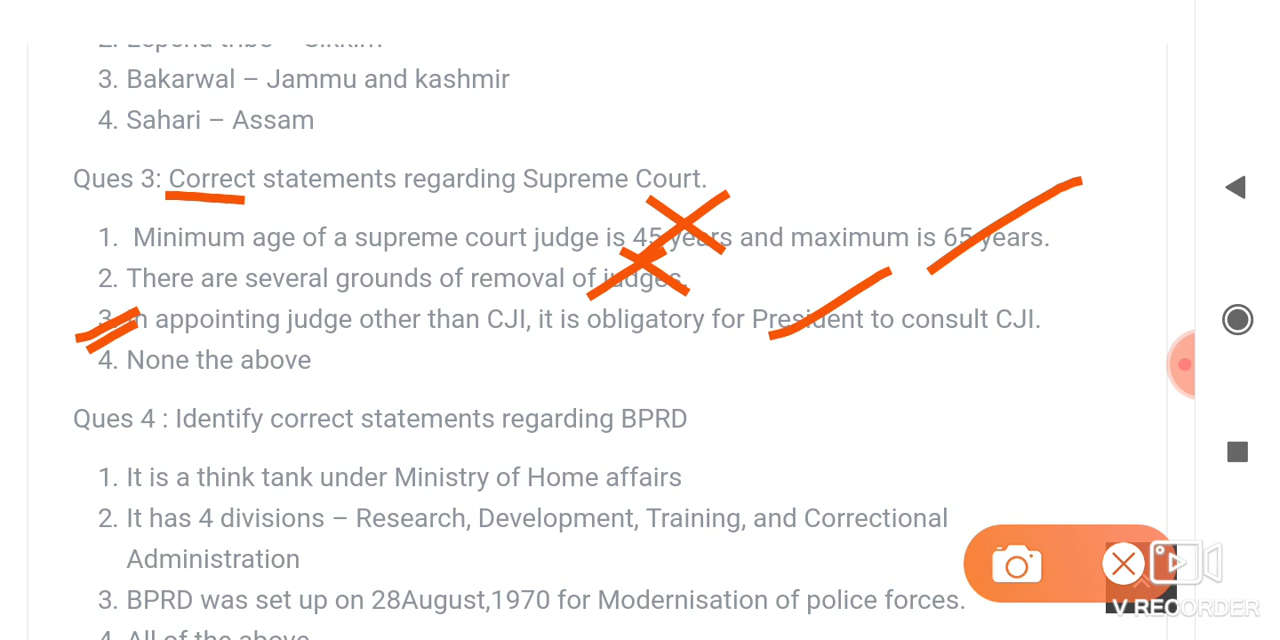 3. Bakarwal – Jammu and kashmir
4. Sahari – Assam
Ques 3: Correct statements regarding Supreme Court.
1. Minimum age of a supreme court judge is 45 years and maximum is 65 years.
2. There are several grounds of removal of judges.
3. In appointing judge other than CJI, it is obligatory for President to consult CJI.
4. None the above
Ques 4 : Identify correct statements regarding BPRD
1. It is a think tank under Ministry of Home affairs
2. It has 4 divisions – Research, Development, Training, and Correctional
Administration
3. BPRD was set up on 28August,1970 for Modernisation of police forces.
4. All of the above
V RECORDER